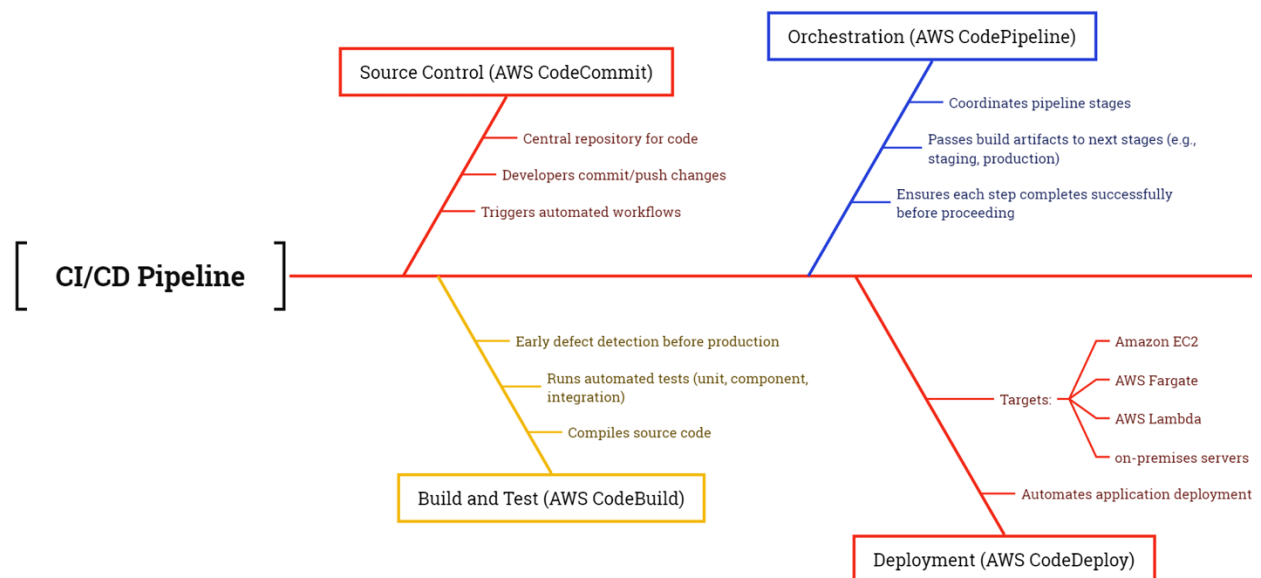 Orchestration (AWS CodePipeline)
Source Control (AWS CodeCommit)
Coordinates pipeline stages
Central repository for code
Passes build artifacts to next stages (e.g.,
staging, production)
Developers commit/push changes
Ensures each step completes successfully
before proceeding
Triggers automated workflows
CI/CD Pipeline
Early defect detection before production
Runs automated tests (unit, component,
integration)
Compiles source code
Build and Test (AWS CodeBuild)
Amazon EC2
AWS Fargate
Targets:
AWS Lambda
on-premises servers
Automates application deployment
Deployment (AWS CodeDeploy)